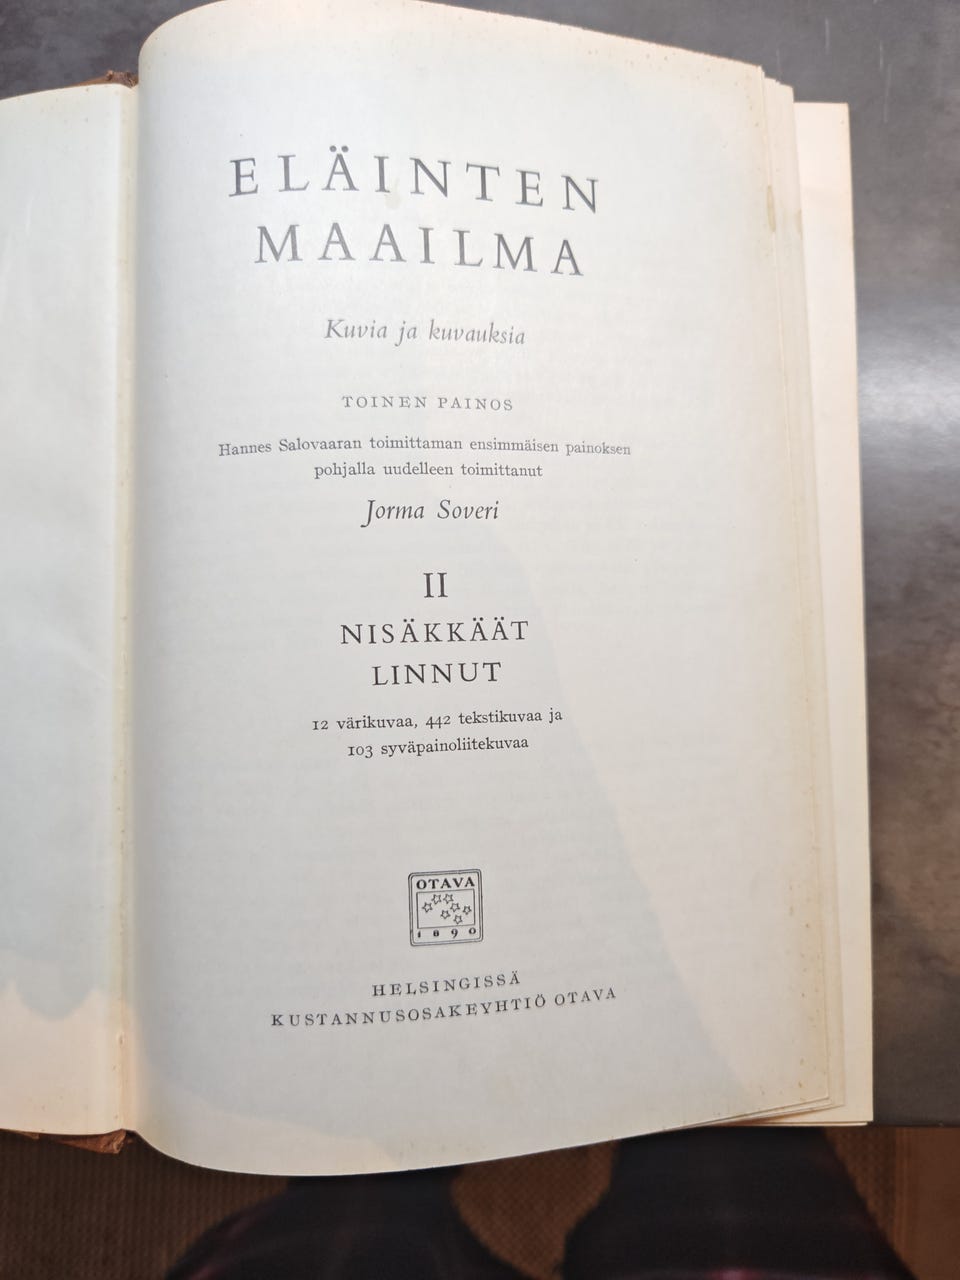 ELÄINTEN
MAAILMA
Kuvia ja kuvauksia
TOINEN PAINOS
Hannes Salovaaran toimittaman ensimmäisen painoksen
pohjalla uudelleen toimittanut
Jorma Soveri
II
NISÄKKÄÄT
LINNUT
12 värikuvaa, 442 tekstikuvaa ja
103 syväpainoliitekuvaa
OTAVA
1890
HELSINGISSÄ
KUSTANNUSOSAKEYHTIÖ OTAVA